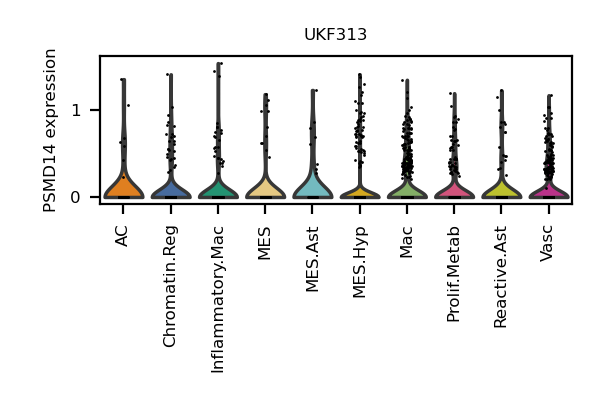 UKF313
PSMD14 expression
1
0
AC
Chromatin.Reg
Inflammatory.Mac
MES
MES.Ast
MES.Hyp
Mac
Prolif.Metab
Reactive.Ast
Vasc